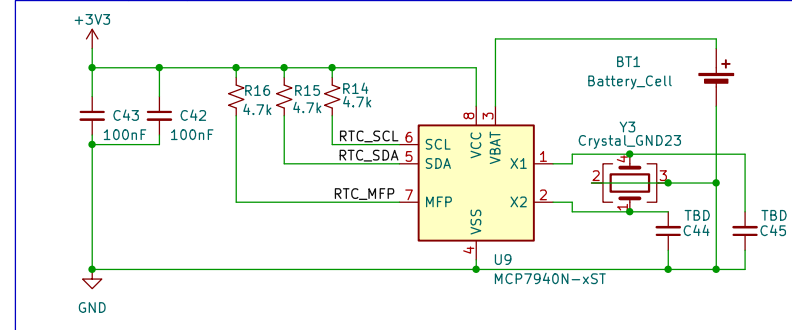 +3V3
BT1
Battery_Cell
R16
4.7k
R15
4.7k
R14
4.7k
C43
100nF
C42
100nF
8
3
VCC
VBAT
Y3
Crystal_GND23
RTC_SCL
6
SCL
RTC_SDA
5
SDA
X1
1
4
2
3
1
RTC_MFP
7
MFP
X2
2
VSS
4
TBD
C44
TBD
C45
U9
MCP7940N-xST
GND
+